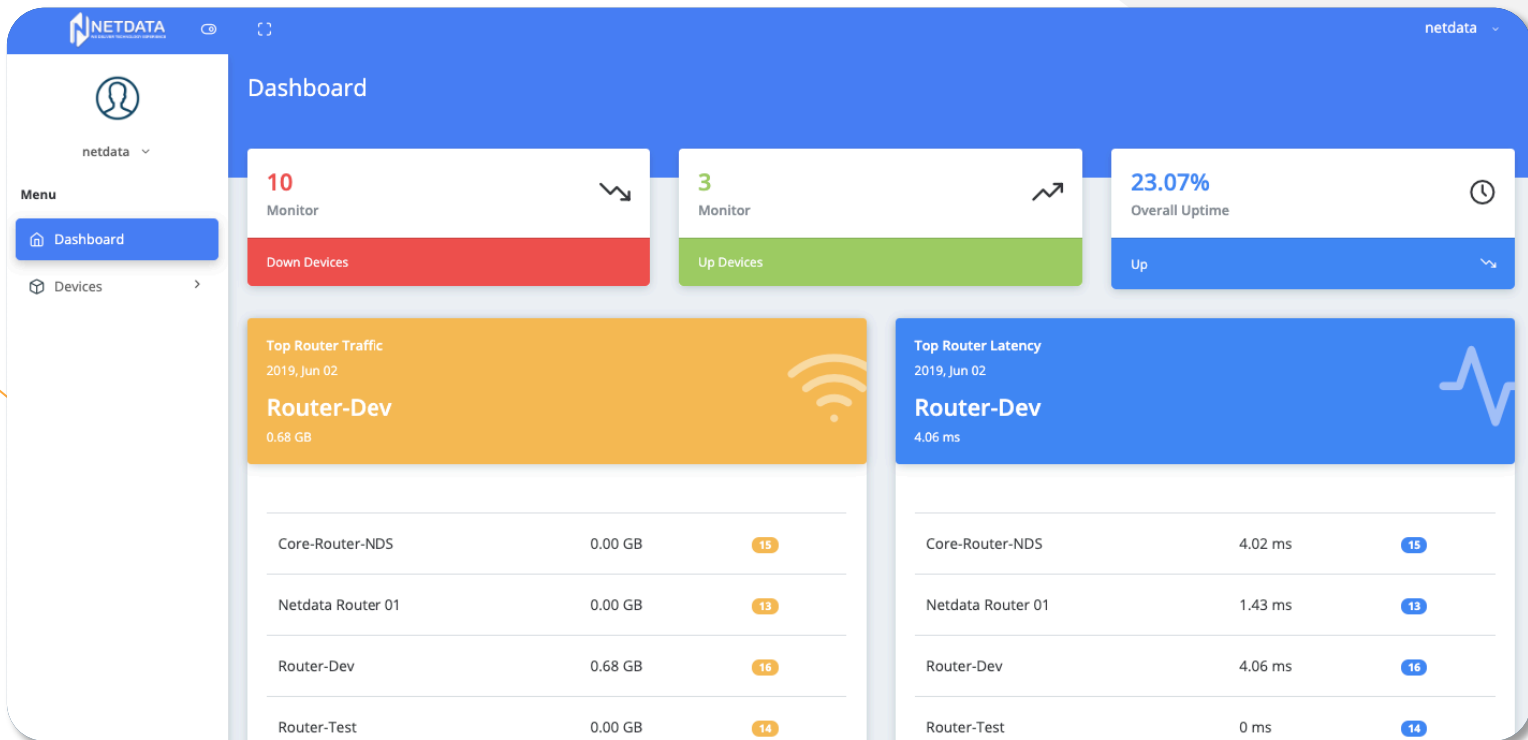 NETDATA
netdata
netdata
Menu
Dashboard
Devices
Dashboard
10
Monitor
Down Devices
3
Monitor
Up Devices
23.07%
Overall Uptime
Up
Top Router Traffic
2019, Jun 02
Router-Dev
0.68 GB
Core-Router-NDS 0.00 GB 15
Netdata Router 01 0.00 GB 13
Router-Dev 0.68 GB 16
Router-Test 0.00 GB 14
Top Router Latency
2019, Jun 02
Router-Dev
4.06 ms
Core-Router-NDS 4.02 ms 15
Netdata Router 01 1.43 ms 13
Router-Dev 4.06 ms 16
Router-Test 0 ms 14